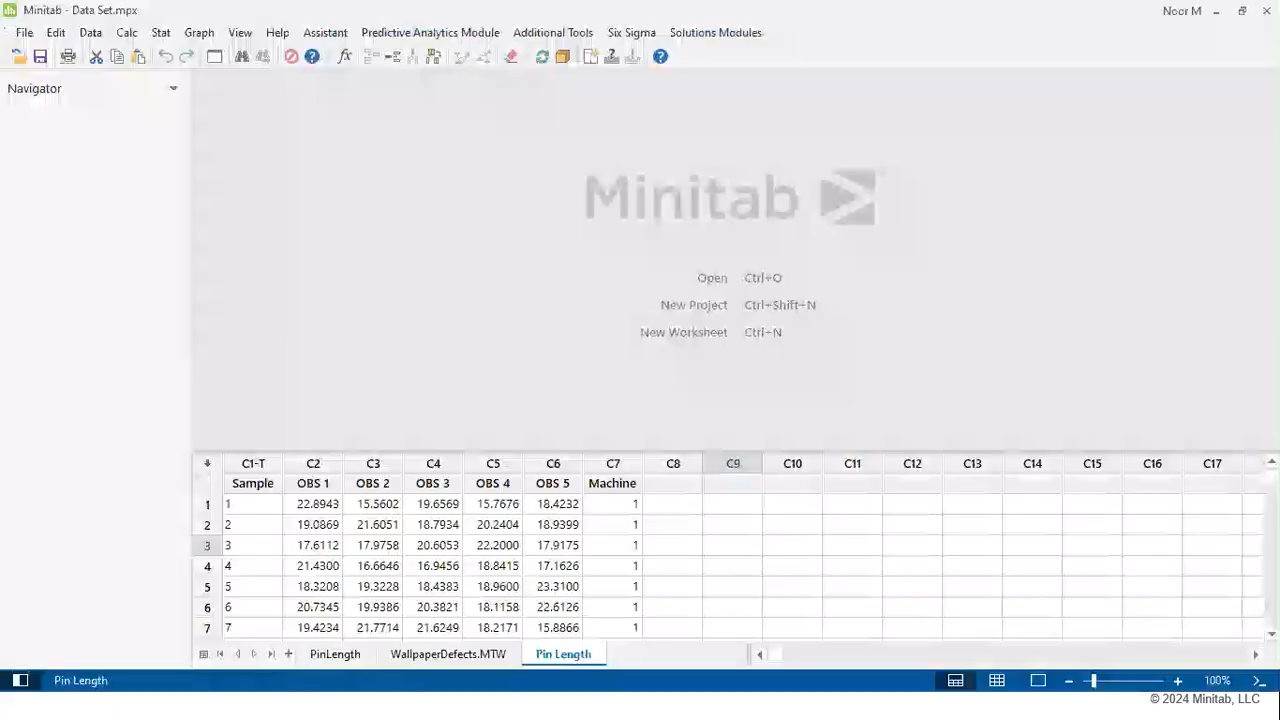 Minitab - Data Set.mpx Noor M
File Edit Data Calc Stat Graph View Help Assistant Predictive Analytics Module Additional Tools Six Sigma Solutions Modules
Navigator
Minitab
Open Ctrl+O
New Project Ctrl+Shift+N
New Worksheet Ctrl+N
C1-T C2 C3 C4 C5 C6 C7 C8 C9 C10 C11 C12 C13 C14 C15 C16 C17
Sample OBS 1 OBS 2 OBS 3 OBS 4 OBS 5 Machine
1 1 22.8943 15.5602 19.6569 15.7676 18.4232 1
2 2 19.0869 21.6051 18.7934 20.2404 18.9399 1
3 3 17.6112 17.9758 20.6053 22.2000 17.9175 1
4 4 21.4300 16.6646 16.9456 18.8415 17.1626 1
5 5 18.3208 19.3228 18.4383 18.9600 23.3100 1
6 6 20.7345 19.9386 20.3821 18.1158 22.6126 1
7 7 19.4234 21.7714 21.6249 18.2171 15.8866 1
PinLength WallpaperDefects.MTW Pin Length
Pin Length 100%
© 2024 Minitab, LLC